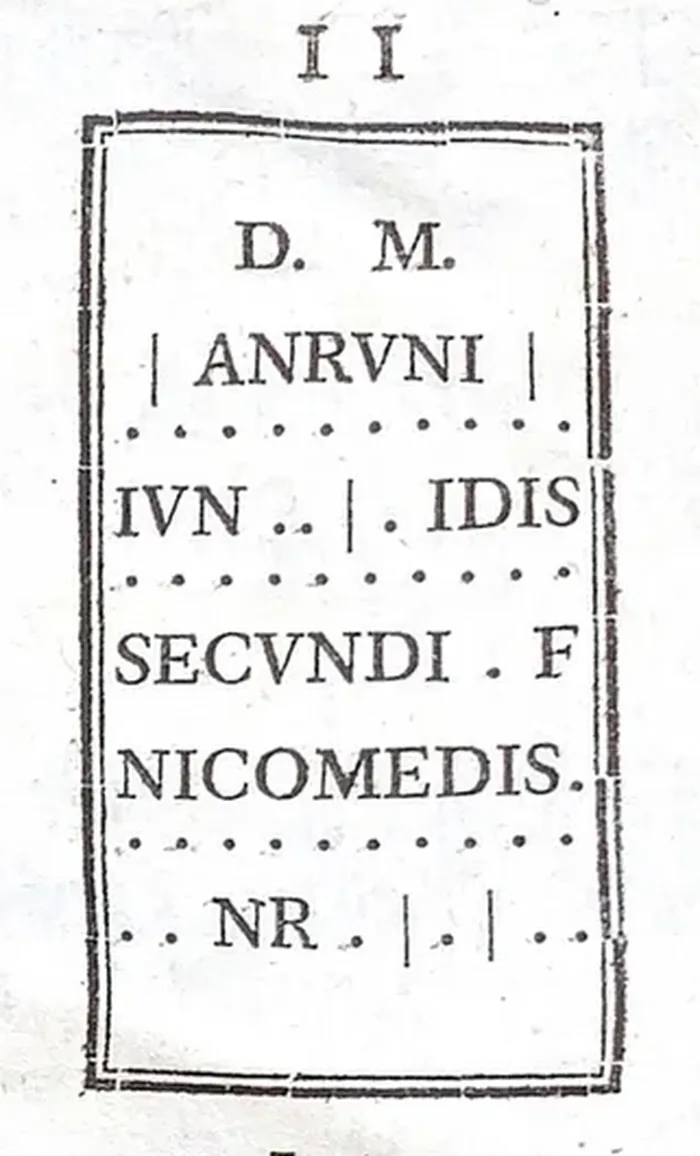 I I
D. M.
| ANRVNI |
. . . . . . . . . .
IVN .. | . IDIS
. . . . . . . . . .
SECVNDI . F
NICOMEDIS.
. . . . . . . . . .
. . NR . | . | . .